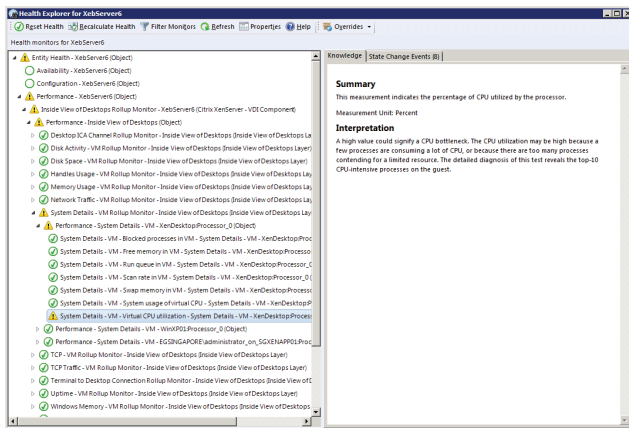 Health Explorer for XebServer6
Reset Health Recalculate Health Filter Monitors Refresh Properties Help Overrides
Health monitors for XebServer6
Entity Health - XebServer6 (Object)
Availability - XebServer6 (Object)
Configuration - XebServer6 (Object)
Performance - XebServer6 (Object)
Inside View of Desktops Rollup Monitor - XebServer6 (Citrix XenServer - VDI Component)
Performance - Inside View of Desktops (Object)
Desktop ICA Channel Rollup Monitor - Inside View of Desktops (Inside View of Desktops La
Disk Activity - VM Rollup Monitor - Inside View of Desktops (Inside View of Desktops Layer)
Disk Space - VM Rollup Monitor - Inside View of Desktops (Inside View of Desktops Layer)
Handles Usage - VM Rollup Monitor - Inside View of Desktops (Inside View of Desktops Lay
Memory Usage - VM Rollup Monitor - Inside View of Desktops (Inside View of Desktops Lay
Network Traffic - VM Rollup Monitor - Inside View of Desktops (Inside View of Desktops Lay
System Details - VM Rollup Monitor - Inside View of Desktops (Inside View of Desktops Lay
Performance - System Details - VM - XenDesktop:Processor_0 (Object)
System Details - VM - Blocked processes in VM - System Details - VM - XenDesktop:Proc
System Details - VM - Free memory in VM - System Details - VM - XenDesktop:Processo
System Details - VM - Run queue in VM - System Details - VM - XenDesktop:Processor_0
System Details - VM - Scan rate in VM - System Details - VM - XenDesktop:Processor_0 (
System Details - VM - Swap memory in VM - System Details - VM - XenDesktop:Process
System Details - VM - System usage of virtual CPU - System Details - VM - XenDesktop:P
System Details - VM - Virtual CPU utilization - System Details - VM - XenDesktop:Process
Performance - System Details - VM - WinXP01:Processor_0 (Object)
Performance - System Details - VM - EGSINGAPORE\administrator_on_SGXENAPP01:Proc
TCP - VM Rollup Monitor - Inside View of Desktops (Inside View of Desktops Layer)
TCP Traffic - VM Rollup Monitor - Inside View of Desktops (Inside View of Desktops Layer)
Terminal to Desktop Connection Rollup Monitor - Inside View of Desktops (Inside View of D
Uptime - VM Rollup Monitor - Inside View of Desktops (Inside View of Desktops Layer)
Windows Memory - VM Rollup Monitor - Inside View of Desktops (Inside View of Desktops
Knowledge State Change Events (8)
Summary
This measurement indicates the percentage of CPU utilized by the processor.
Measurement Unit: Percent
Interpretation
A high value could signify a CPU bottleneck. The CPU utilization may be high because a
few processes are consuming a lot of CPU, or because there are too many processes
contending for a limited resource. The detailed diagnosis of this test reveals the top-10
CPU-intensive processes on the guest.